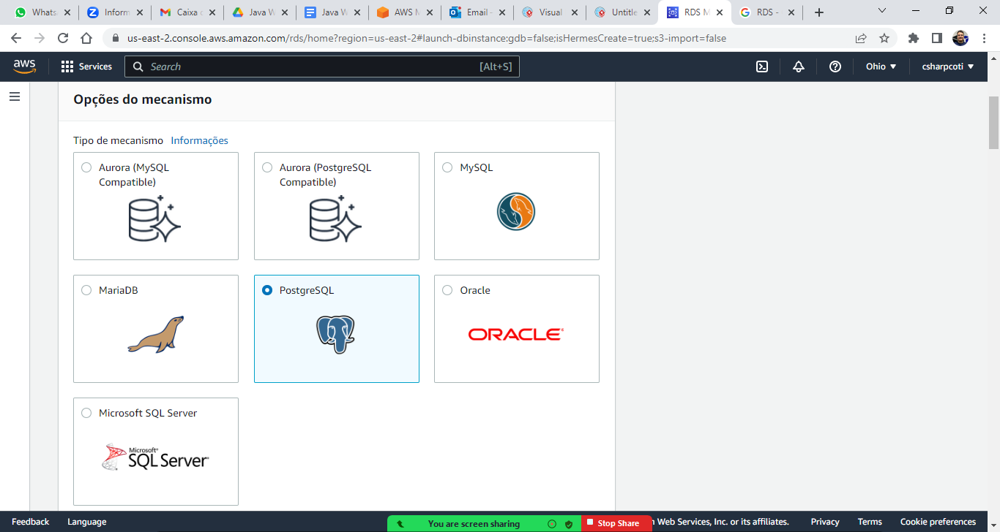 Whats
Inform
Caixa
Java W
Java W
AWS M
Email -
Visual
Untitle
RDS M
RDS -
us-east-2.console.aws.amazon.com/rds/home?region=us-east-2#launch-dbinstance:gdb=false;isHermesCreate=true;s3-import=false
aws
Services
Search
[Alt+S]
Ohio
csharpcoti
Opções do mecanismo
Tipo de mecanismo Informações
Aurora (MySQL
Compatible)
Aurora (PostgreSQL
Compatible)
MySQL
MariaDB
PostgreSQL
Oracle
ORACLE
Microsoft SQL Server
Microsoft
SQL Server
Feedback
Language
You are screen sharing
Stop Share
Web Services, Inc. or its affiliates.
Privacy
Terms
Cookie preferences